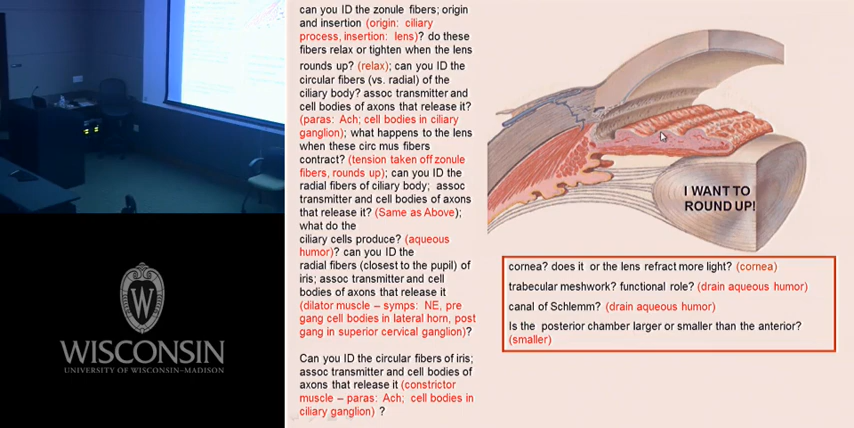 can you ID the zonule fibers; origin
and insertion (origin: ciliary
process, insertion: lens)? do these
fibers relax or tighten when the lens
rounds up? (relax); can you ID the
circular fibers (vs. radial) of the
ciliary body? assoc transmitter and
cell bodies of axons that release it?
(paras: Ach; cell bodies in ciliary
ganglion); what happens to the lens
when these circ mus fibers
contract? (tension taken off zonule
fibers, rounds up); can you ID the
radial fibers of ciliary body; assoc
transmitter and cell bodies of axons
that release it? (Same as Above);
what do the
ciliary cells produce? (aqueous
humor)? can you ID the
radial fibers (closest to the pupil) of
iris; assoc transmitter and cell
bodies of axons that release it
(dilator muscle – symps: NE, pre
gang cell bodies in lateral horn, post
gang in superior cervical ganglion)?
Can you ID the circular fibers of iris;
assoc transmitter and cell bodies of
axons that release it (constrictor
muscle – paras: Ach; cell bodies in
ciliary ganglion) ?
I WANT TO
ROUND UP!
cornea? does it or the lens refract more light? (cornea)
trabecular meshwork? functional role? (drain aqueous humor)
canal of Schlemm? (drain aqueous humor)
Is the posterior chamber larger or smaller than the anterior?
(smaller)
W
WISCONSIN
UNIVERSITY OF WISCONSIN–MADISON